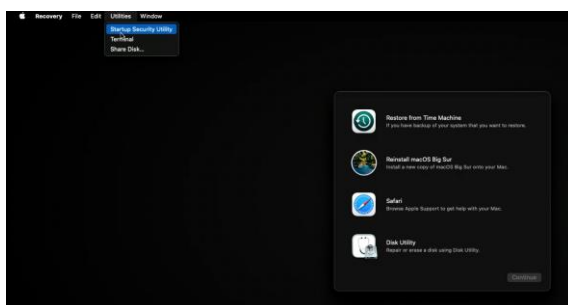 Recovery File Edit Utilities Window
Startup Security Utility
Terminal
Share Disk...
Restore from Time Machine
If you have backup of your system that you want to restore.
Reinstall macOS Big Sur
Install a new copy of macOS Big Sur onto your Mac.
Safari
Browse Apple Support to get help with your Mac.
Disk Utility
Repair or erase a disk using Disk Utility.
Continue